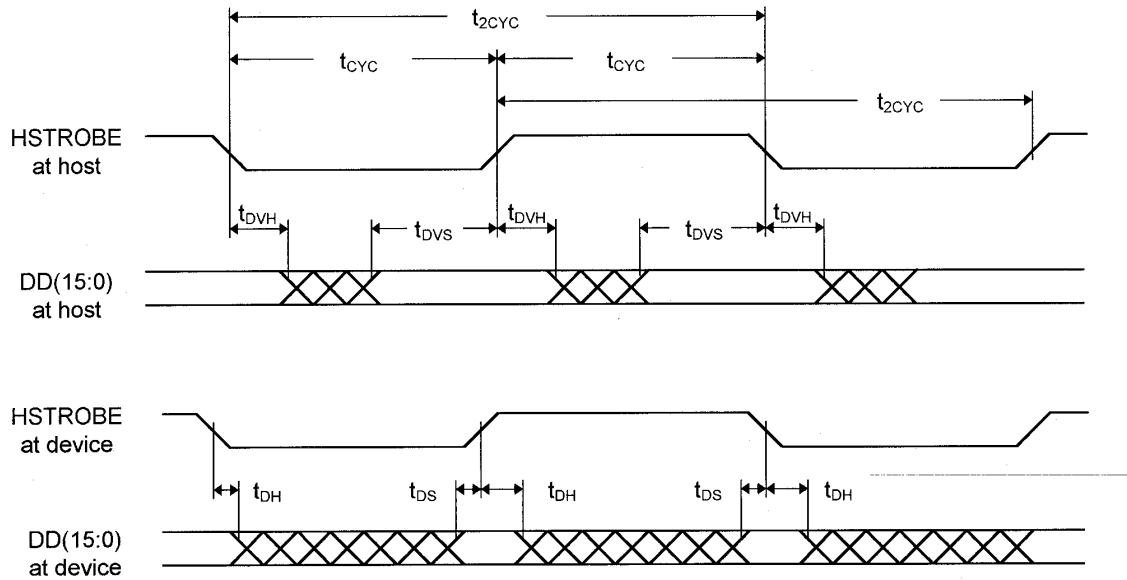 t2CYC
tCYC tCYC
t2CYC
HSTROBE
at host
tDVH tDVS tDVH tDVS tDVH
DD(15:0)
at host
HSTROBE
at device
tDH tDS tDH tDS tDH
DD(15:0)
at device